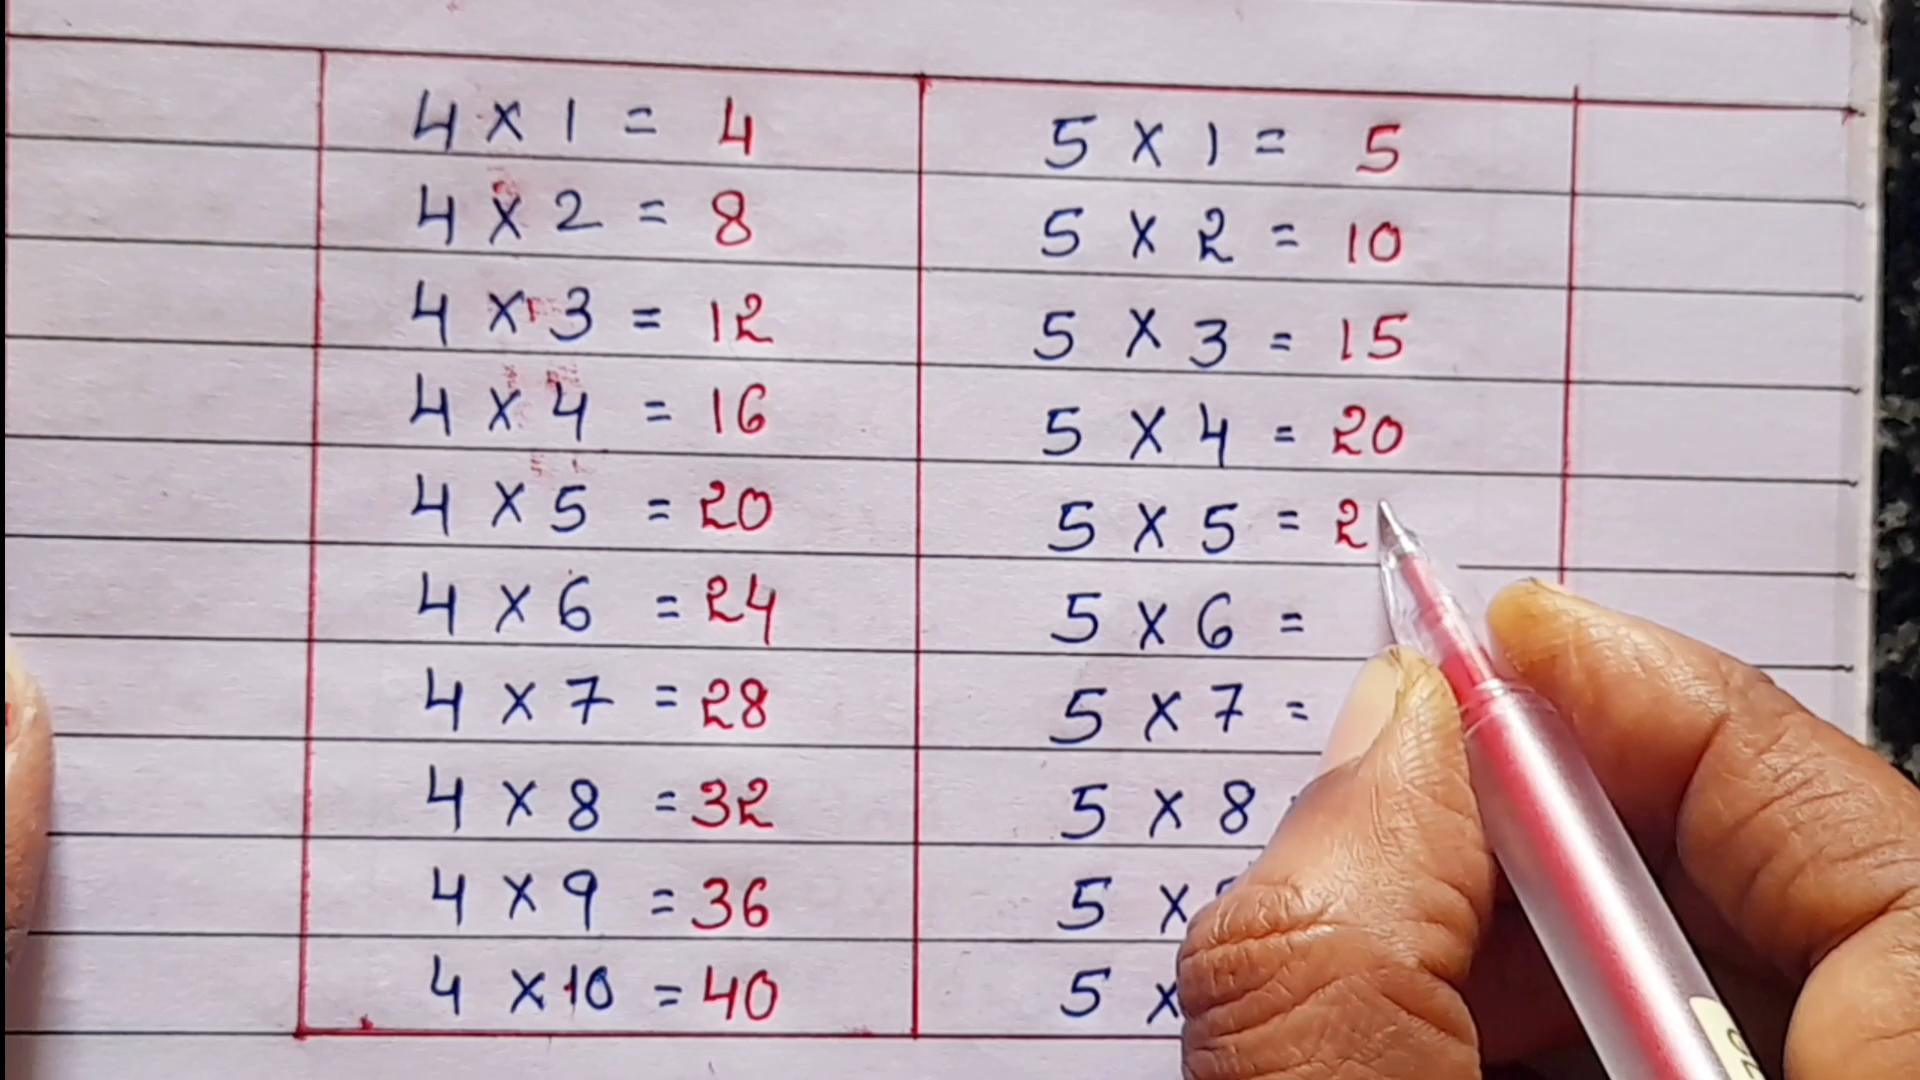 4 × 1 = 4
4 × 2 = 8
4 × 3 = 12
4 × 4 = 16
4 × 5 = 20
4 × 6 = 24
4 × 7 = 28
4 × 8 = 32
4 × 9 = 36
4 × 10 = 40
5 × 1 = 5
5 × 2 = 10
5 × 3 = 15
5 × 4 = 20
5 × 5 = 2
5 × 6 =
5 × 7 =
5 × 8
5 ×
5 ×